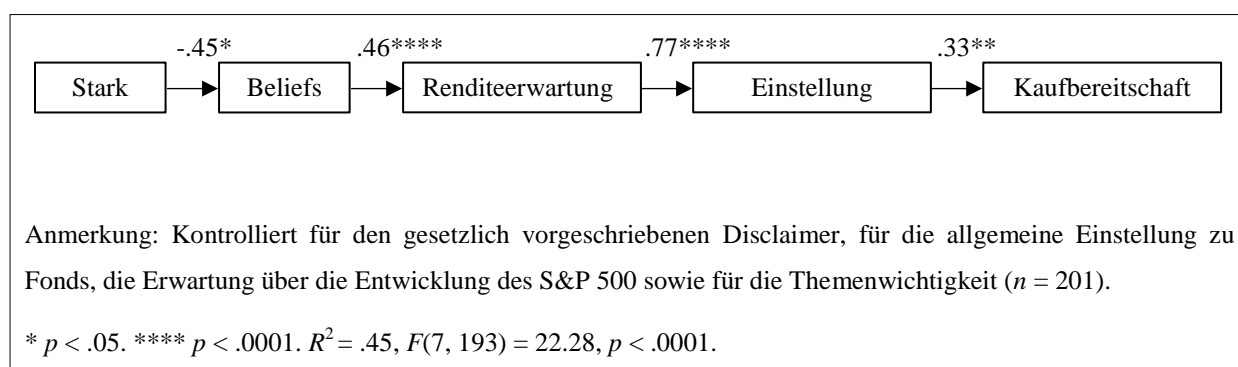 -.45* .46**** .77**** .33**
Stark Beliefs Renditeerwartung Einstellung Kaufbereitschaft
Anmerkung: Kontrolliert für den gesetzlich vorgeschriebenen Disclaimer, für die allgemeine Einstellung zu
Fonds, die Erwartung über die Entwicklung des S&P 500 sowie für die Themenwichtigkeit (n = 201).
* p < .05. **** p < .0001. R² = .45, F(7, 193) = 22.28, p < .0001.